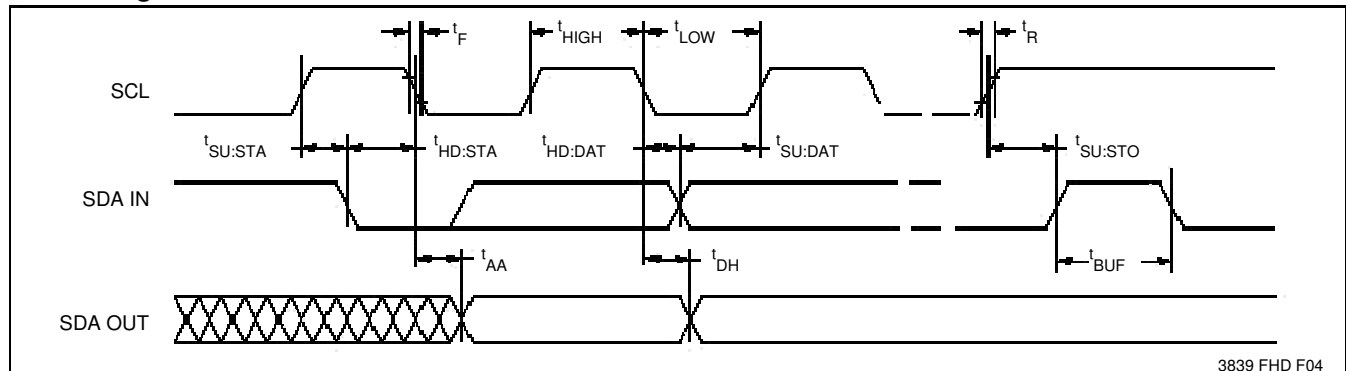 tF
tHIGH
tLOW
tR
SCL
tSU:STA
tHD:STA
tHD:DAT
tSU:DAT
tSU:STO
SDA IN
tAA
tDH
tBUF
SDA OUT
3839 FHD F04